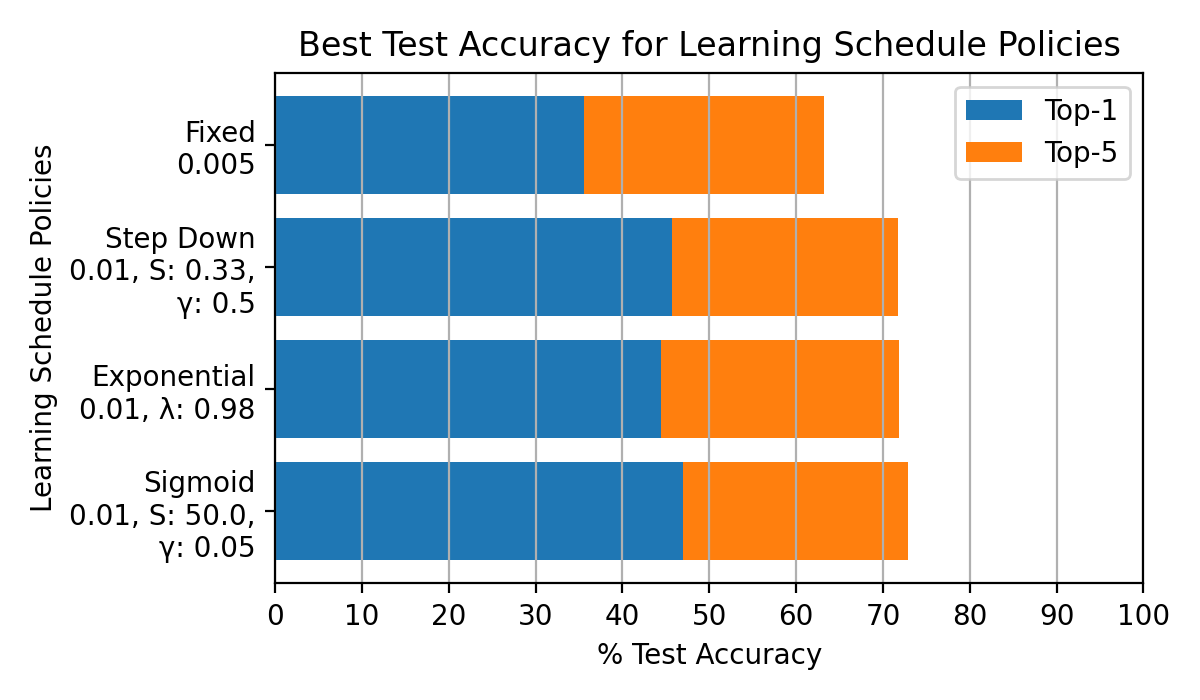 Best Test Accuracy for Learning Schedule Policies
Top-1
Top-5
Learning Schedule Policies
Fixed
0.005
Step Down
0.01, S: 0.33,
γ: 0.5
Exponential
0.01, λ: 0.98
Sigmoid
0.01, S: 50.0,
γ: 0.05
0 10 20 30 40 50 60 70 80 90 100
% Test Accuracy